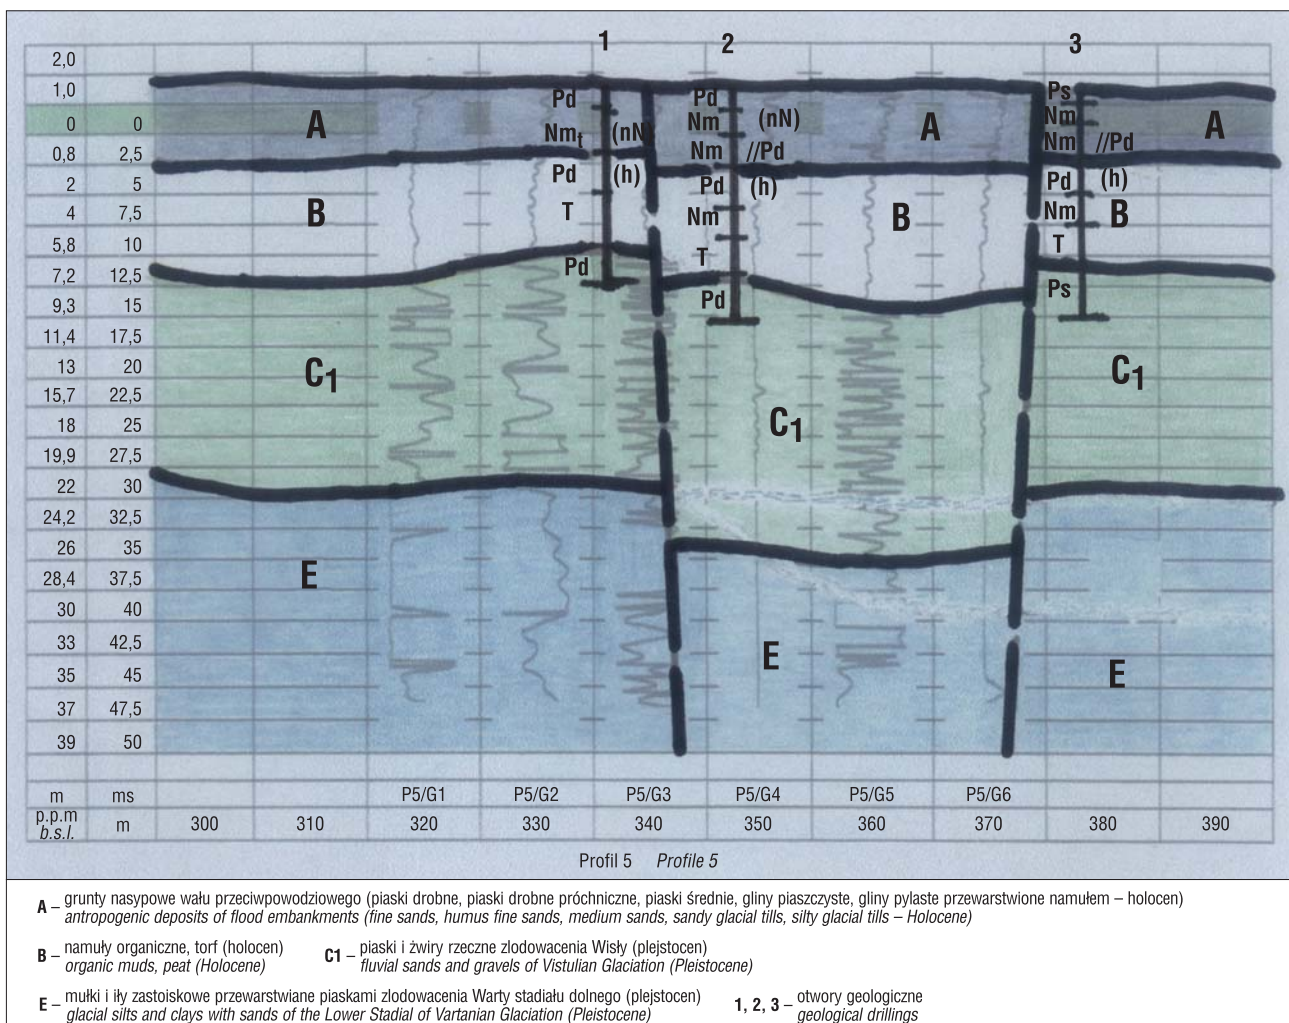 1 2 3
2,0
1,0 Pd Pd Ps
0 0 A Nmt (nN) Nm (nN) A Nm A
0,8 2,5 Nm //Pd Nm //Pd
2 5 Pd (h) Pd (h) Pd (h)
4 7,5 B T Nm B Nm B
5,8 10 T T
7,2 12,5 Pd
9,3 15 Pd Ps
11,4 17,5
13 20 C1 C1
15,7 22,5
18 25 C1
19,9 27,5
22 30
24,2 32,5
26 35
28,4 37,5 E
30 40
33 42,5 E
35 45 E
37 47,5
39 50
m ms P5/G1 P5/G2 P5/G3 P5/G4 P5/G5 P5/G6
p.p.m
b.s.l. m 300 310 320 330 340 350 360 370 380 390
Profil 5 Profile 5
A – grunty nasypowe wału przeciwpowodziowego (piaski drobne, piaski drobne próchniczne, piaski średnie, gliny piaszczyste, gliny pylaste przewarstwione namułem – holocen)
antropogenic deposits of flood embankments (fine sands, humus fine sands, medium sands, sandy glacial tills, silty glacial tills – Holocene)
B – namuły organiczne, torf (holocen) C1 – piaski i żwiry rzeczne zlodowacenia Wisły (plejstocen)
organic muds, peat (Holocene) fluvial sands and gravels of Vistulian Glaciation (Pleistocene)
E – mułki i iły zastoiskowe przewarstwiane piaskami zlodowacenia Warty stadiału dolnego (plejstocen) 1, 2, 3 – otwory geologiczne
glacial silts and clays with sands of the Lower Stadial of Vartanian Glaciation (Pleistocene) geological drillings